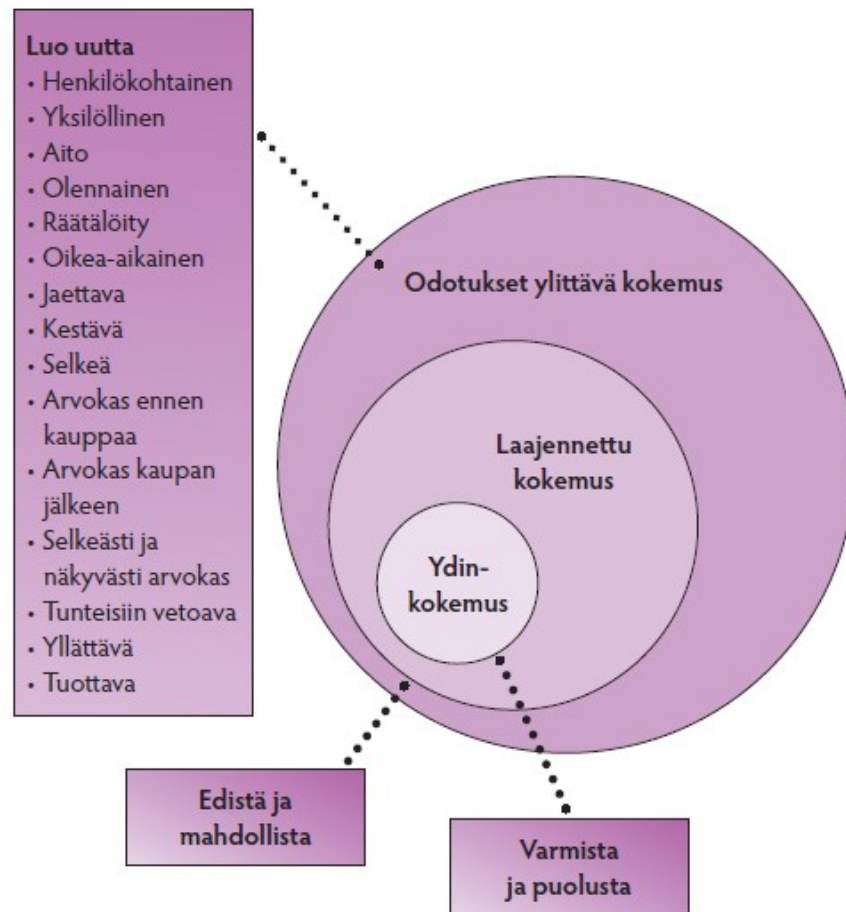 Luo uutta
• Henkilökohtainen
• Yksilöllinen
• Aito
• Olennainen
• Räätälöity
• Oikea-aikainen
• Jaettava
• Kestävä
• Selkeä
• Arvokas ennen
kauppaa
• Arvokas kaupan
jälkeen
• Selkeästi ja
näkyvästi arvokas
• Tunteisiin vetoava
• Yllättävä
• Tuottava
Odotukset ylittävä kokemus
Laajennettu
kokemus
Ydin-
kokemus
Edistä ja
mahdollista
Varmista
ja puolusta